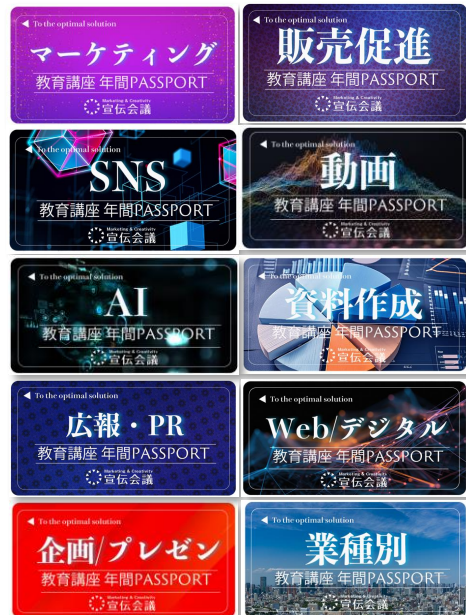 ◀ To the optimal solution
マーケティング
教育講座 年間PASSPORT
Marketing & Creativity
宣伝会議
◀ To the optimal solution
販売促進
教育講座 年間PASSPORT
Marketing & Creativity
宣伝会議
◀ To the optimal solution
SNS
教育講座 年間PASSPORT
Marketing & Creativity
宣伝会議
◀ To the optimal solution
動画
教育講座 年間PASSPORT
Marketing & Creativity
宣伝会議
◀ To the optimal solution
AI
教育講座 年間PASSPORT
Marketing & Creativity
宣伝会議
◀ To the optimal solution
資料作成
教育講座 年間PASSPORT
Marketing & Creativity
宣伝会議
◀ To the optimal solution
広報・PR
教育講座 年間PASSPORT
Marketing & Creativity
宣伝会議
◀ To the optimal solution
Web/デジタル
教育講座 年間PASSPORT
Marketing & Creativity
宣伝会議
◀ To the optimal solution
企画/プレゼン
教育講座 年間PASSPORT
Marketing & Creativity
宣伝会議
◀ To the optimal solution
業種別
教育講座 年間PASSPORT
Marketing & Creativity
宣伝会議